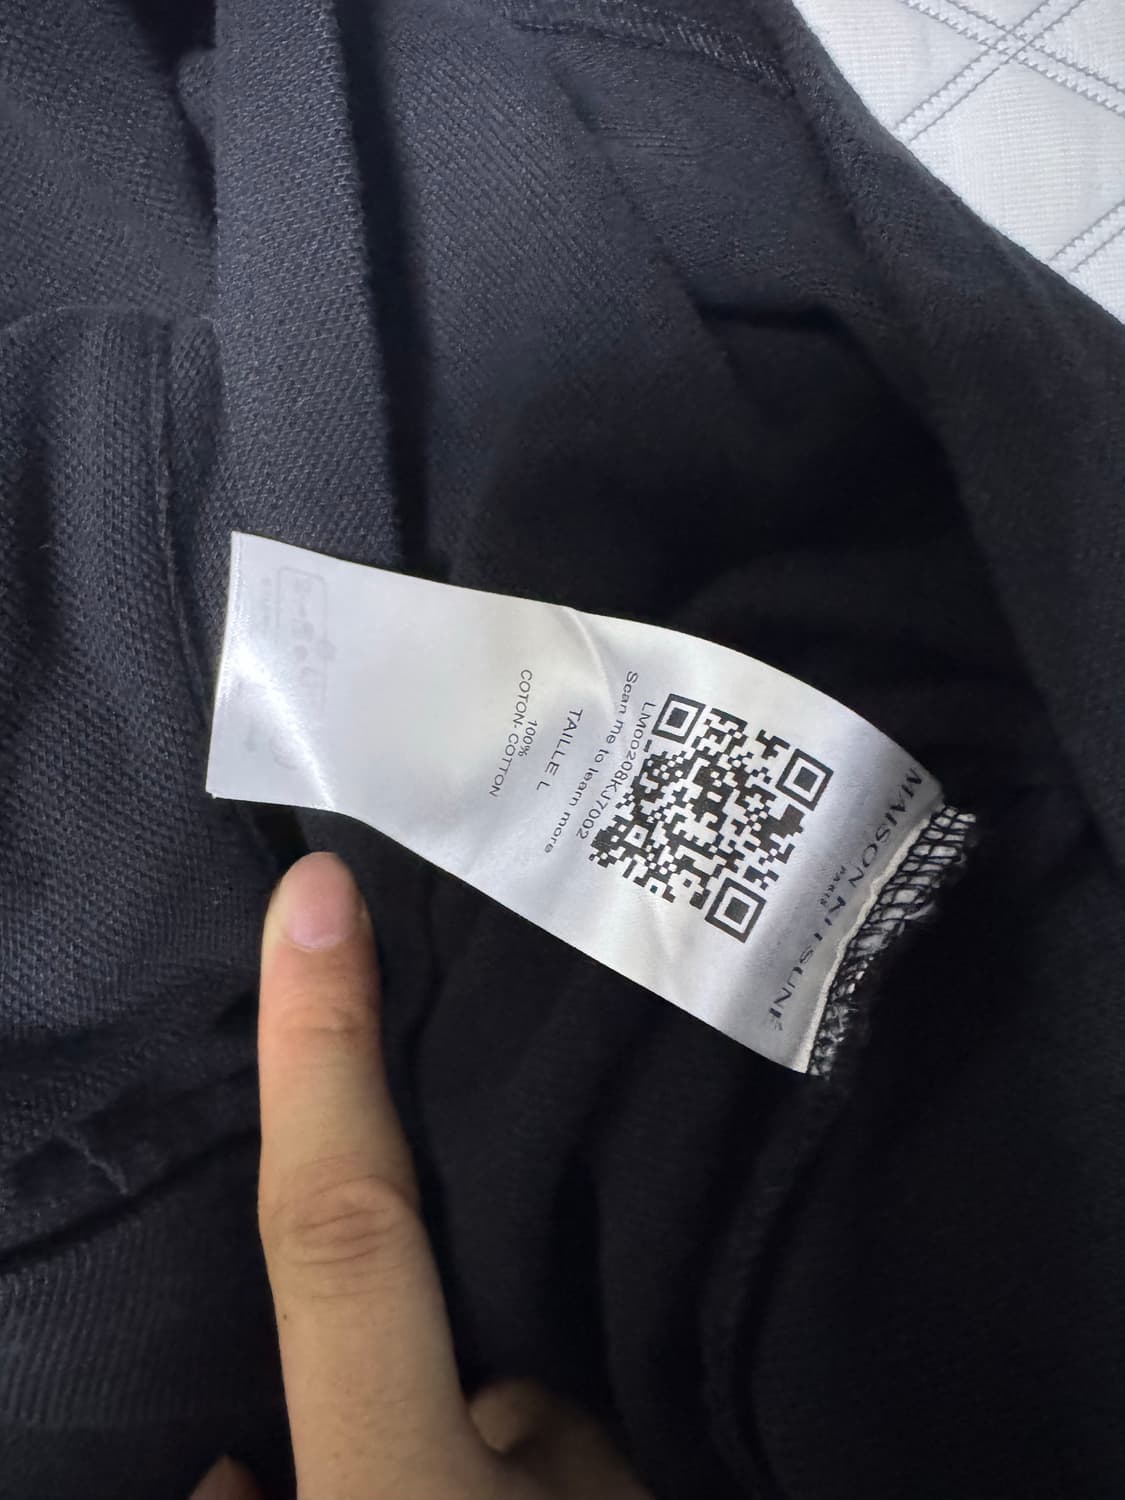 MAISON KITSUNÉ
PARIS
LM00208KJ7002
Scan me to learn more
TAILLE L
100%
COTON-COTTON